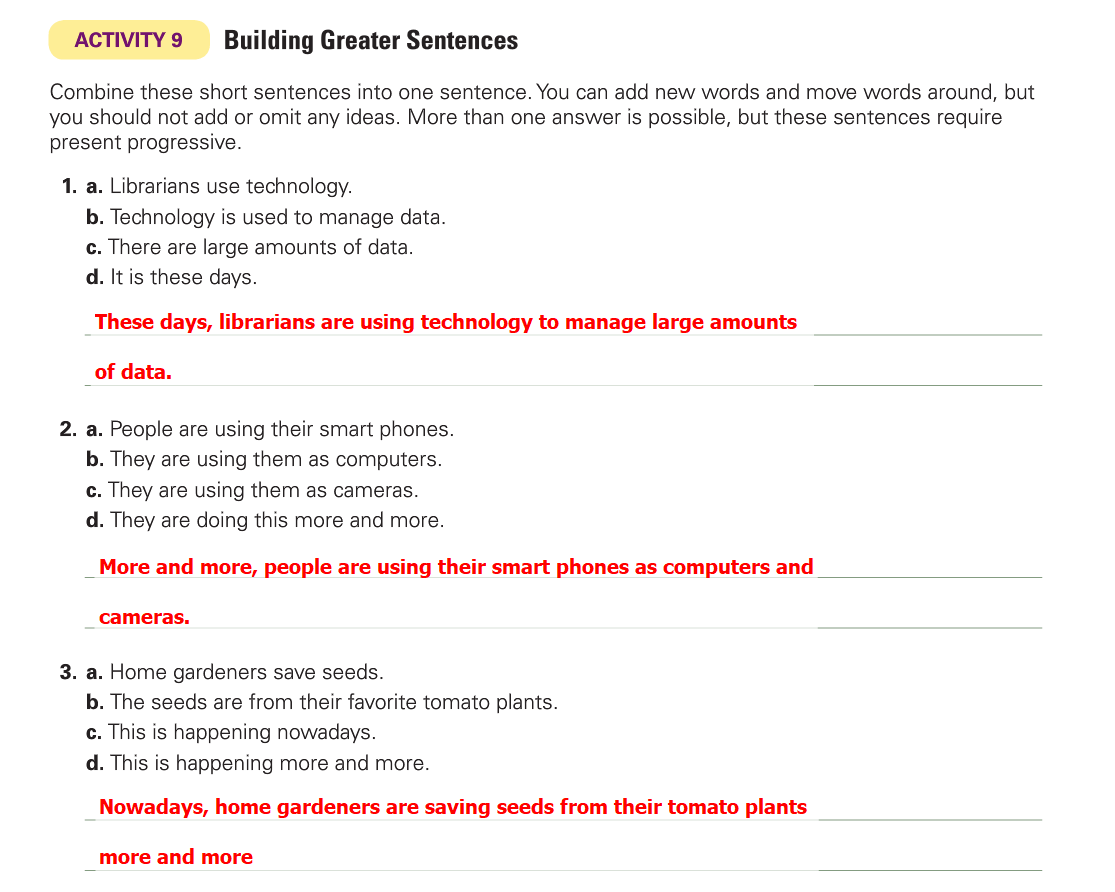 ACTIVITY 9 Building Greater Sentences
Combine these short sentences into one sentence. You can add new words and move words around, but
you should not add or omit any ideas. More than one answer is possible, but these sentences require
present progressive.
1. a. Librarians use technology.
b. Technology is used to manage data.
c. There are large amounts of data.
d. It is these days.
These days, librarians are using technology to manage large amounts
of data.
2. a. People are using their smart phones.
b. They are using them as computers.
c. They are using them as cameras.
d. They are doing this more and more.
More and more, people are using their smart phones as computers and
cameras.
3. a. Home gardeners save seeds.
b. The seeds are from their favorite tomato plants.
c. This is happening nowadays.
d. This is happening more and more.
Nowadays, home gardeners are saving seeds from their tomato plants
more and more